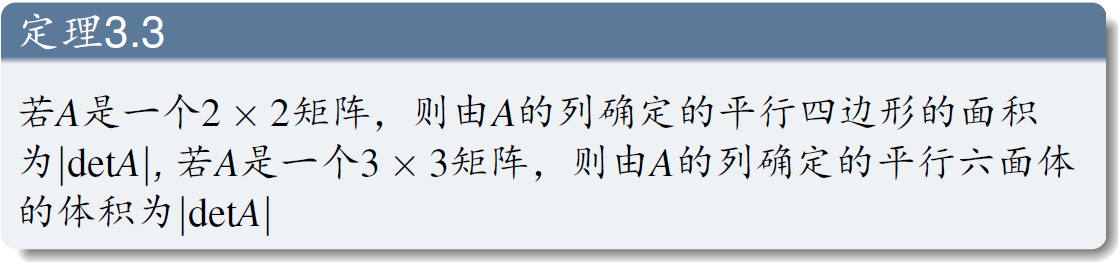 定理3.3
若A是一个2 × 2矩阵，则由A的列确定的平行四边形的面积
为|detA|, 若A是一个3 × 3矩阵，则由A的列确定的平行六面体
的体积为|detA|